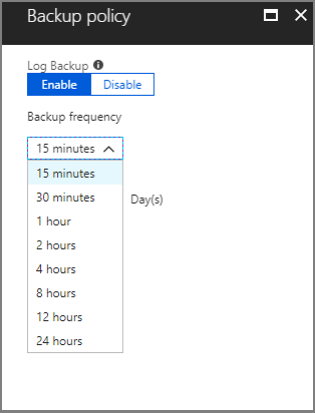 Backup policy
Log Backup
Enable Disable
Backup frequency
15 minutes
15 minutes
30 minutes
Day(s)
1 hour
2 hours
4 hours
8 hours
12 hours
24 hours